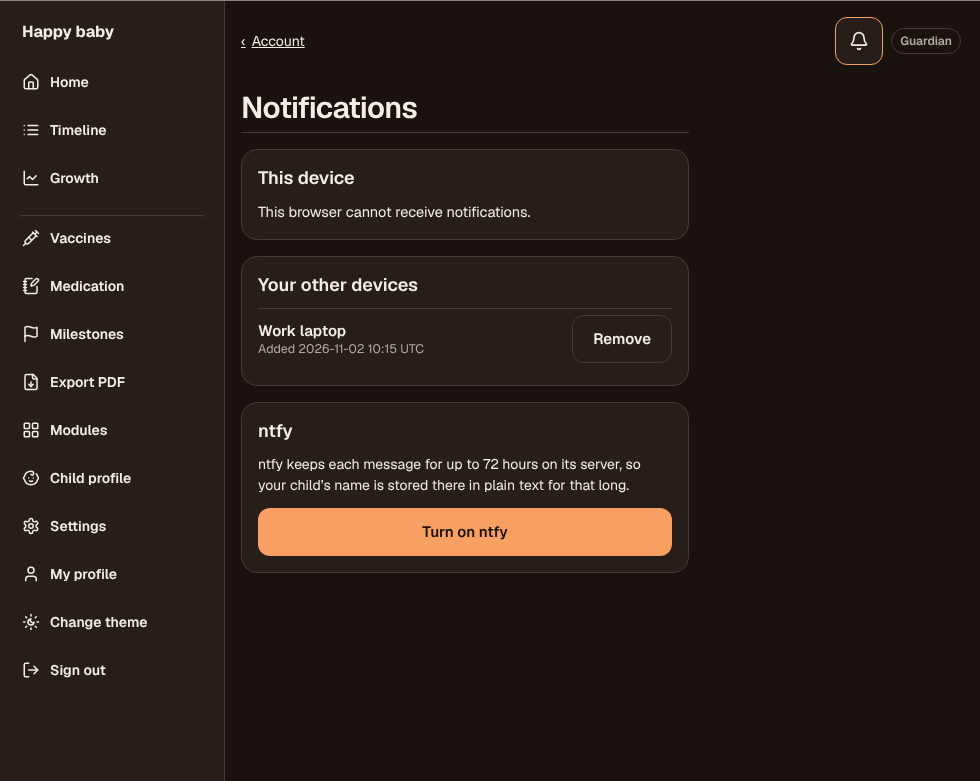 Happy baby
Home
Timeline
Growth
Vaccines
Medication
Milestones
Export PDF
Modules
Child profile
Settings
My profile
Change theme
Sign out
‹ Account
Guardian
Notifications
This device
This browser cannot receive notifications.
Your other devices
Work laptop
Added 2026-11-02 10:15 UTC
Remove
ntfy
ntfy keeps each message for up to 72 hours on its server, so
your child’s name is stored there in plain text for that long.
Turn on ntfy